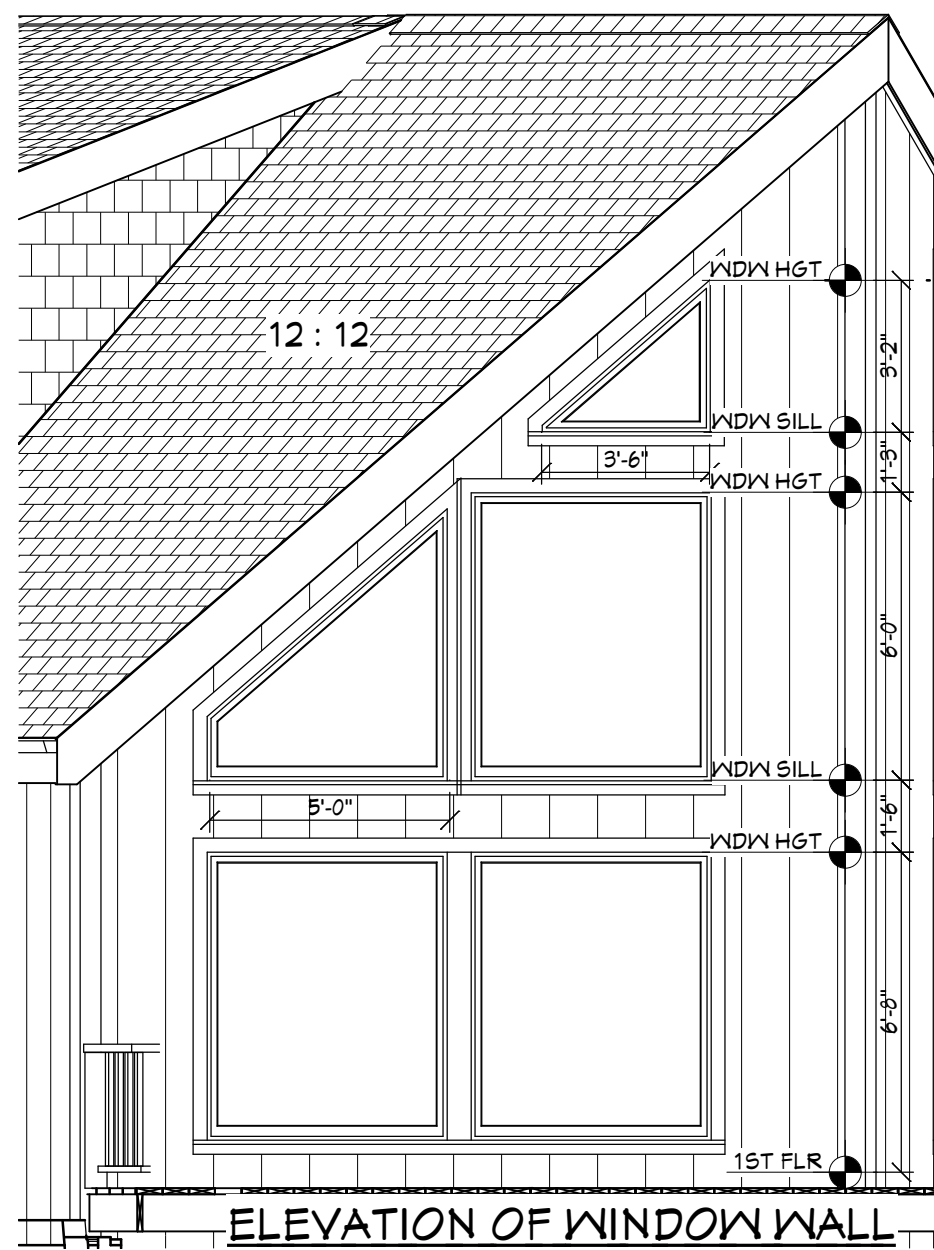 WDW HGT
12 : 12
3'-2"
WDW SILL
3'-6"
1'-3"
WDW HGT
6'-0"
WDW SILL
5'-0"
1'-6"
WDW HGT
6'-8"
1ST FLR
ELEVATION OF WINDOW WALL